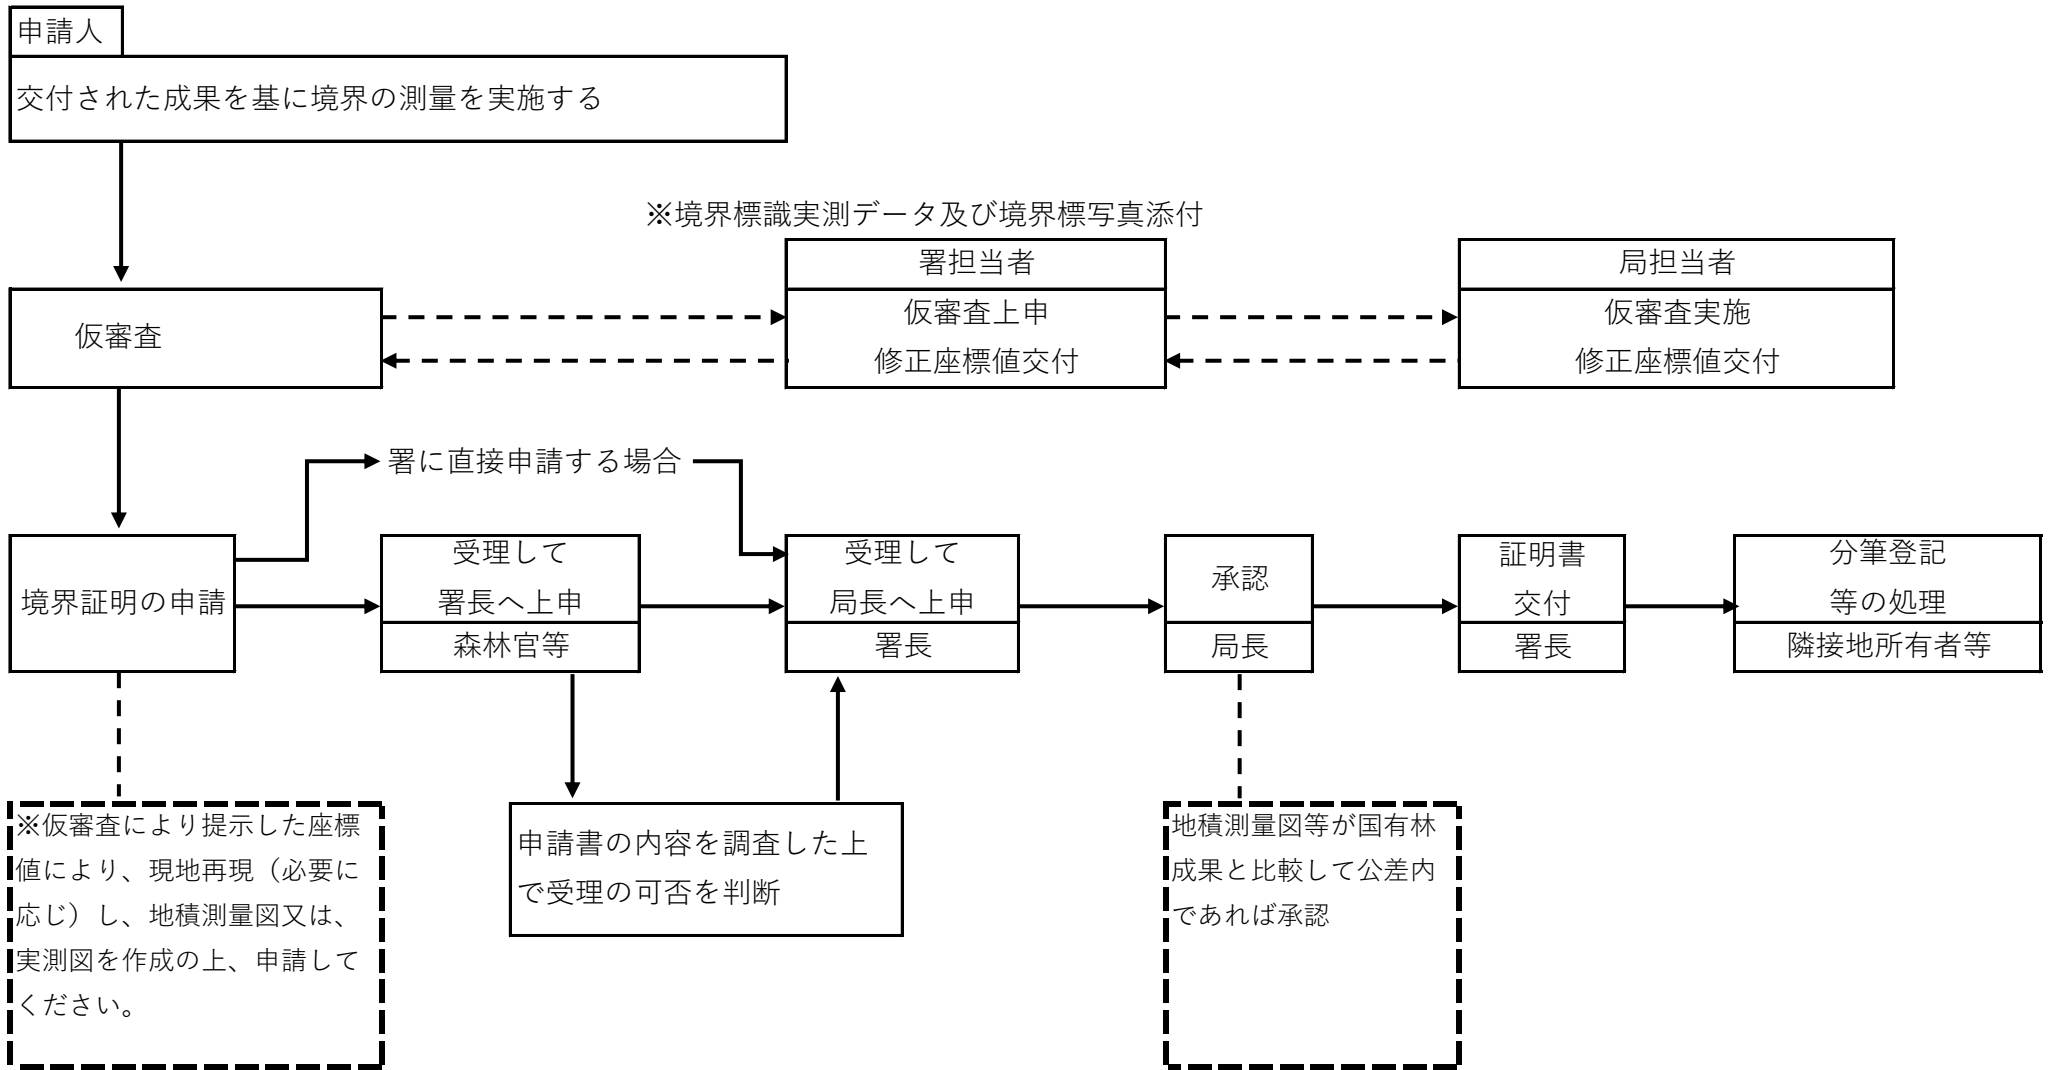 申請人
交付された成果を基に境界の測量を実施する
※境界標識実測データ及び境界標写真添付
署担当者
局担当者
仮審査
仮審査上申
修正座標値交付
仮審査実施
修正座標値交付
署に直接申請する場合
境界証明の申請
受理して
署長へ上申
森林官等
受理して
局長へ上申
署長
承認
局長
証明書
交付
署長
分筆登記
等の処理
隣接地所有者等
※仮審査により提示した座標
値により、現地再現（必要に
応じ）し、地積測量図又は、
実測図を作成の上、申請して
ください。
申請書の内容を調査した上
で受理の可否を判断
地積測量図等が国有林
成果と比較して公差内
であれば承認